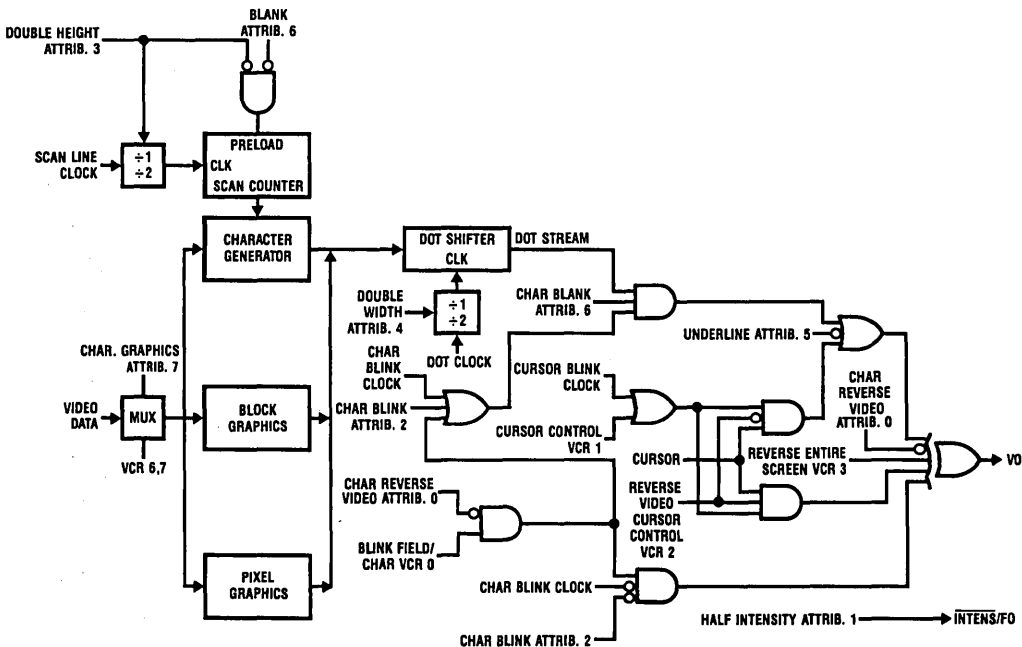 BLANK
ATTRIB. 6
DOUBLE HEIGHT
ATTRIB. 3
SCAN LINE
CLOCK
÷1
÷2
PRELOAD
CLK
SCAN COUNTER
CHARACTER
GENERATOR
DOT SHIFTER
CLK
DOT STREAM
DOUBLE
WIDTH
ATTRIB. 4
÷1
÷2
DOT CLOCK
CHAR BLANK
ATTRIB. 6
UNDERLINE ATTRIB. 5
CHAR. GRAPHICS
ATTRIB. 7
VIDEO
DATA
MUX
VCR 6,7
BLOCK
GRAPHICS
CHAR
BLINK
CLOCK
CHAR BLINK
ATTRIB. 2
CURSOR BLINK
CLOCK
CURSOR CONTROL
VCR 1
CHAR
REVERSE
VIDEO
ATTRIB. 0
CURSOR
REVERSE ENTIRE
SCREEN VCR 3
VO
REVERSE
VIDEO
CURSOR
CONTROL
VCR 2
CHAR REVERSE
VIDEO ATTRIB. 0
BLINK FIELD/
CHAR VCR 0
PIXEL
GRAPHICS
CHAR BLINK CLOCK
CHAR BLINK ATTRIB. 2
HALF INTENSITY ATTRIB. 1
INTENS/FO